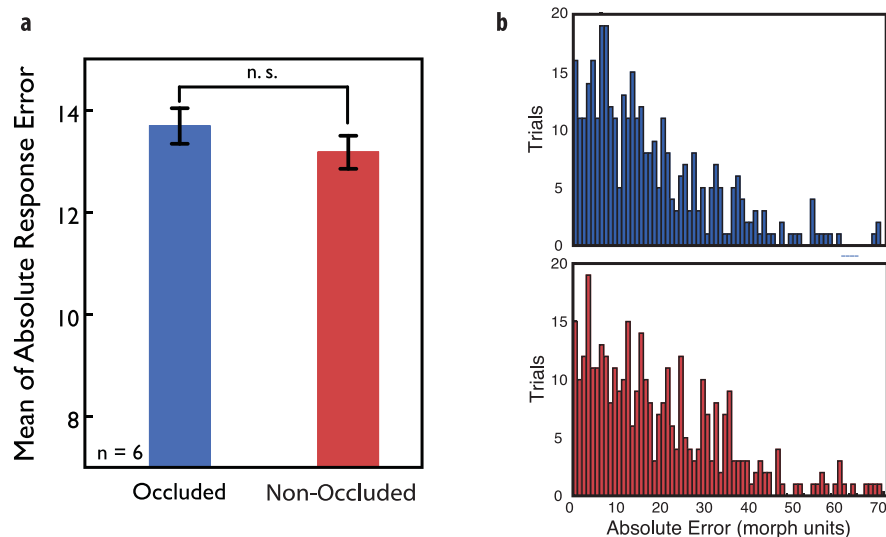 a
Mean of Absolute Response Error
14
12
10
8
n. s.
n = 6
Occluded
Non-Occluded
b
Trials
20
15
10
5
0
Trials
20
15
10
5
0
0 10 20 30 40 50 60 70
Absolute Error (morph units)